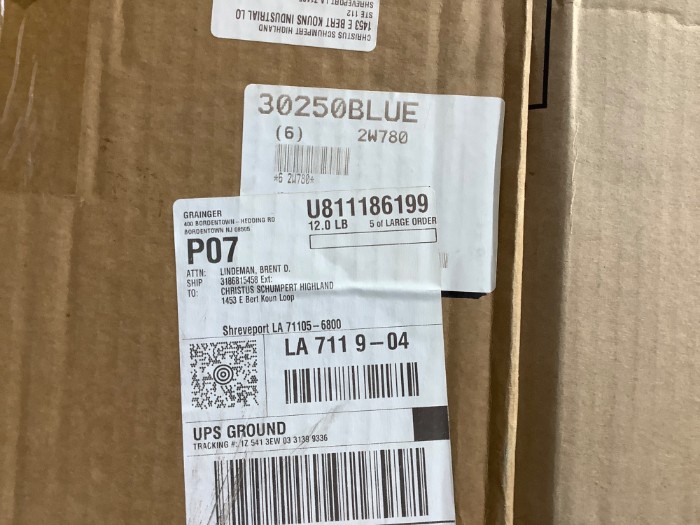 CHRISTUS SCHUMPERT HIGHLAND
1453 E BERT KOUNS INDUSTRIAL LO
STE 112
SHREVEPORT LA
30250BLUE
(6) 2W780
*6 2W780*
GRAINGER
400 BORDENTOWN - HEDDING RD
BORDENTOWN NJ 08505
U811186199
12.0 LB 5 of LARGE ORDER
P07
ATTN: LINDEMAN, BRENT D.
SHIP 3186815458 Ext:
TO: CHRISTUS SCHUMPERT HIGHLAND
1453 E Bert Koun Loop
Shreveport LA 71105-6800
LA 711 9-04
UPS GROUND
TRACKING #: 1Z 541 3EW 03 3138 9336